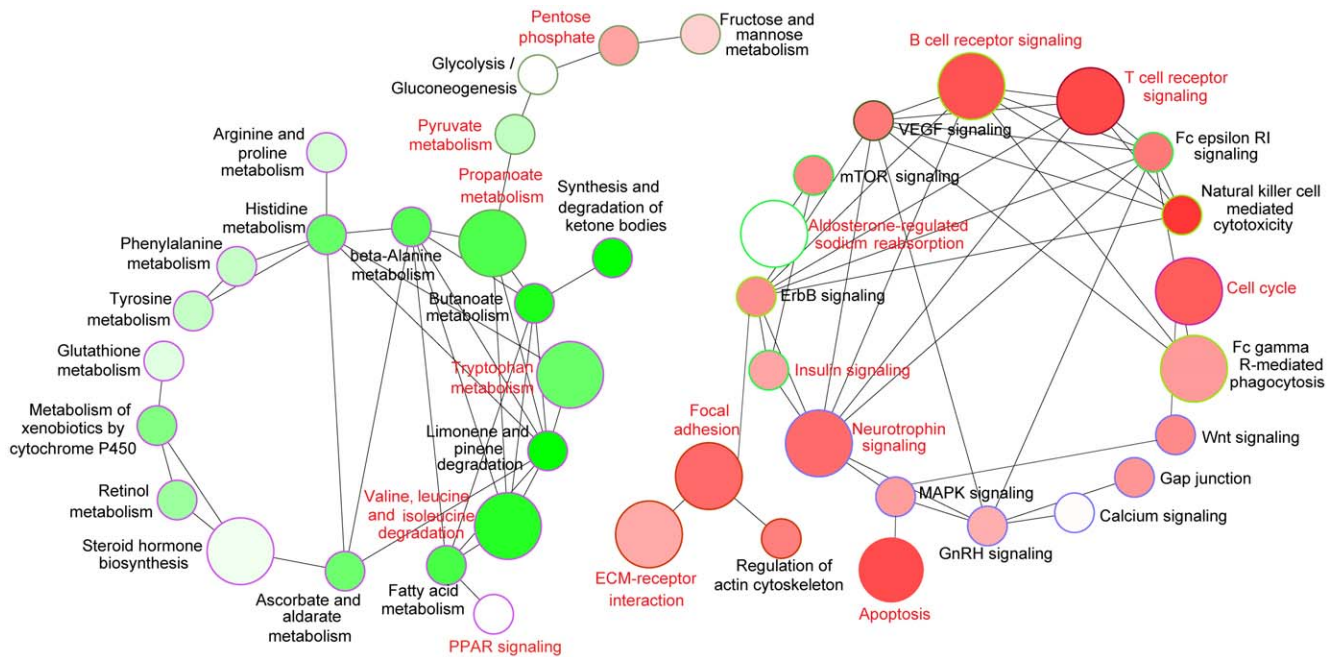 Pentose
phosphate
Fructose and
mannose
metabolism
Glycolysis /
Gluconeogenesis
Pyruvate
metabolism
Arginine and
proline
metabolism
Propanoate
metabolism
Synthesis and
degradation of
ketone bodies
Histidine
metabolism
Phenylalanine
metabolism
beta-Alanine
metabolism
Tyrosine
metabolism
Butanoate
metabolism
Glutathione
metabolism
Tryptophan
metabolism
Metabolism of
xenobiotics by
cytochrome P450
Limonene and
pinene
degradation
Retinol
metabolism
Valine, leucine
and isoleucine
degradation
Steroid hormone
biosynthesis
Ascorbate and
aldarate
metabolism
Fatty acid
metabolism
PPAR signaling
B cell receptor signaling
T cell receptor
signaling
VEGF signaling
Fc epsilon RI
signaling
mTOR signaling
Natural killer cell
mediated
cytotoxicity
Aldosterone-regulated
sodium reabsorption
Cell cycle
ErbB signaling
Fc gamma
R-mediated
phagocytosis
Insulin signaling
Focal
adhesion
Neurotrophin
signaling
Wnt signaling
Gap junction
MAPK signaling
Calcium signaling
GnRH signaling
ECM-receptor
interaction
Regulation of
actin cytoskeleton
Apoptosis